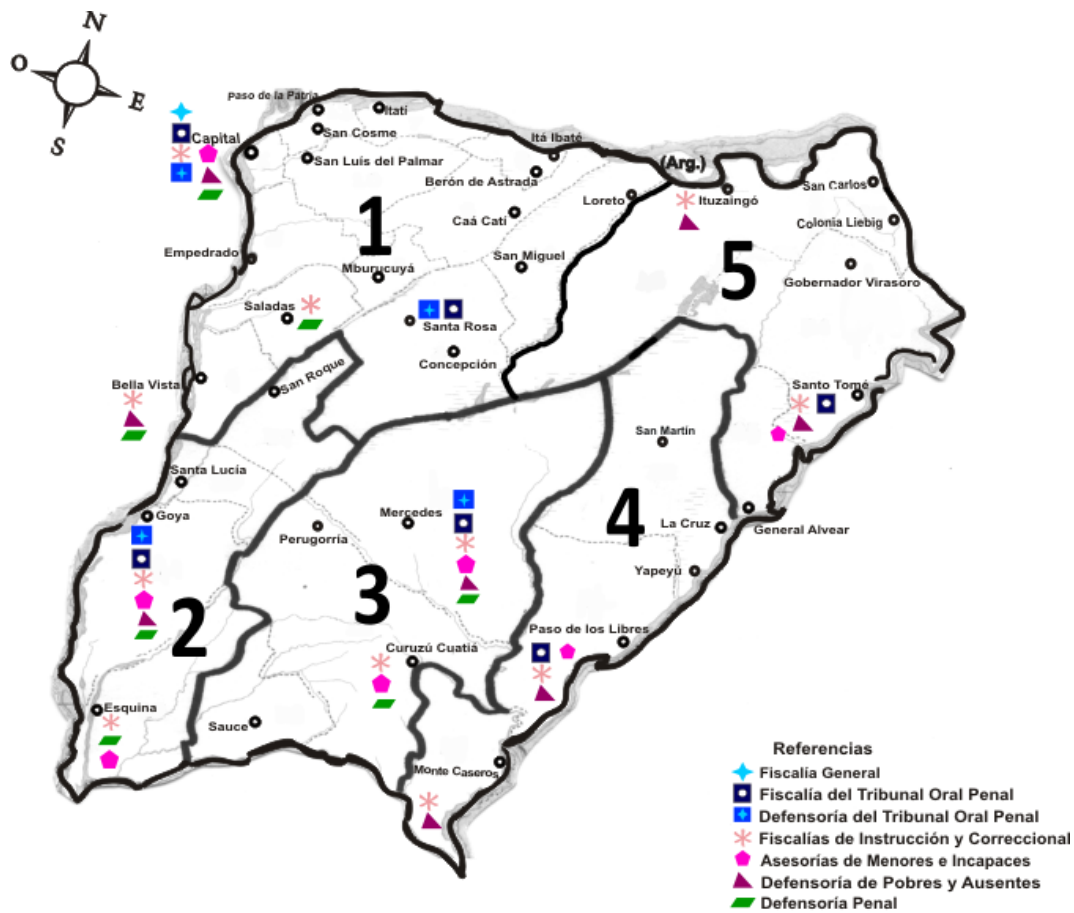 N
O
E
S
Paso de la Patria
Itatí
San Cosme
Capital
San Luís del Palmar
Itá Ibaté
Berón de Astrada
(Arg.)
Loreto
Ituzaingó
San Carlos
Colonia Liebig
Caá Catí
1
Empedrado
San Miguel
5
Gobernador Virasoro
Mburucuyá
Saladas
Santa Rosa
Concepción
San Roque
Bella Vista
Santo Tomé
San Martín
Santa Lucía
Goya
Mercedes
Perugorría
4
La Cruz
General Alvear
Yapeyú
2
3
Paso de los Libres
Curuzú Cuatiá
Esquina
Sauce
Monte Caseros
Referencias
Fiscalía General
Fiscalía del Tribunal Oral Penal
Defensoría del Tribunal Oral Penal
Fiscalías de Instrucción y Correccional
Asesorías de Menores e Incapaces
Defensoría de Pobres y Ausentes
Defensoría Penal